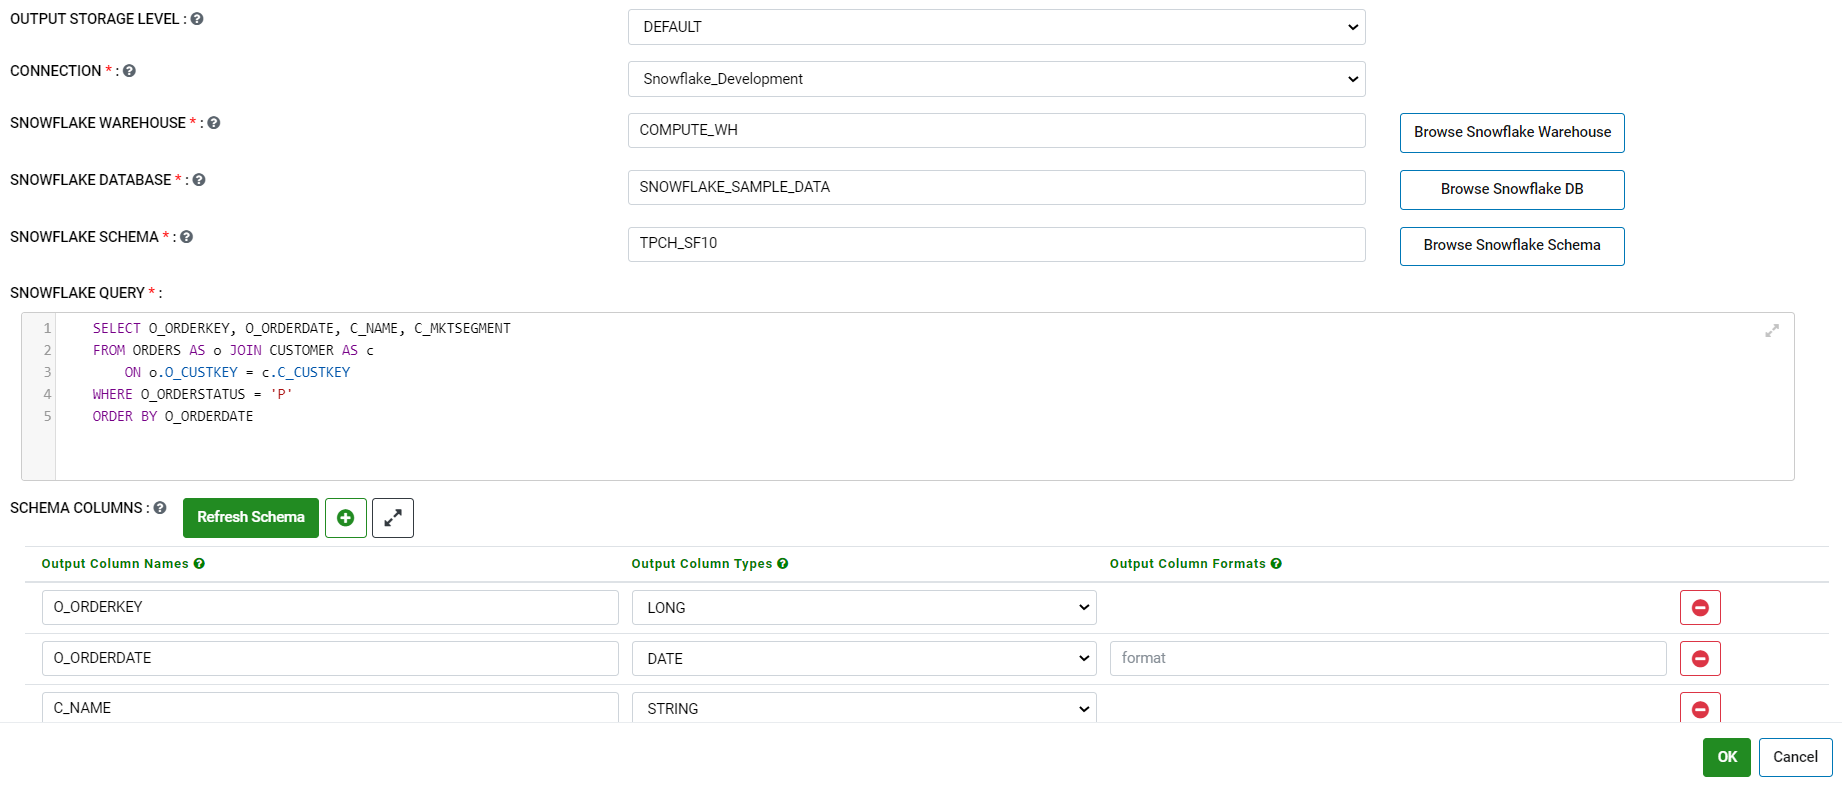 OUTPUT STORAGE LEVEL :
DEFAULT
CONNECTION * :
Snowflake_Development
SNOWFLAKE WAREHOUSE * :
COMPUTE_WH
Browse Snowflake Warehouse
SNOWFLAKE DATABASE * :
SNOWFLAKE_SAMPLE_DATA
Browse Snowflake DB
SNOWFLAKE SCHEMA * :
TPCH_SF10
Browse Snowflake Schema
SNOWFLAKE QUERY * :
1 SELECT O_ORDERKEY, O_ORDERDATE, C_NAME, C_MKTSEGMENT
2 FROM ORDERS AS o JOIN CUSTOMER AS c
3 ON o.O_CUSTKEY = c.C_CUSTKEY
4 WHERE O_ORDERSTATUS = 'P'
5 ORDER BY O_ORDERDATE
SCHEMA COLUMNS :
Refresh Schema
Output Column Names
Output Column Types
Output Column Formats
O_ORDERKEY
LONG
O_ORDERDATE
DATE
format
C_NAME
STRING
OK
Cancel